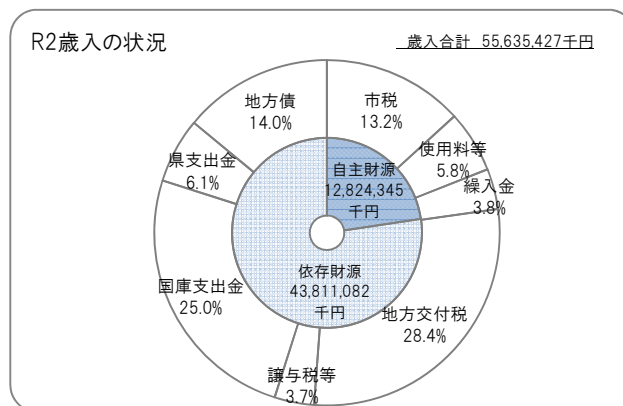 R2歳入の状況
歳入合計 55,635,427千円
地方債
14.0%
市税
13.2%
使用料等
5.8%
繰入金
3.8%
県支出金
6.1%
自主財源
12,824,345
千円
依存財源
43,811,082
千円
国庫支出金
25.0%
地方交付税
28.4%
譲与税等
3.7%